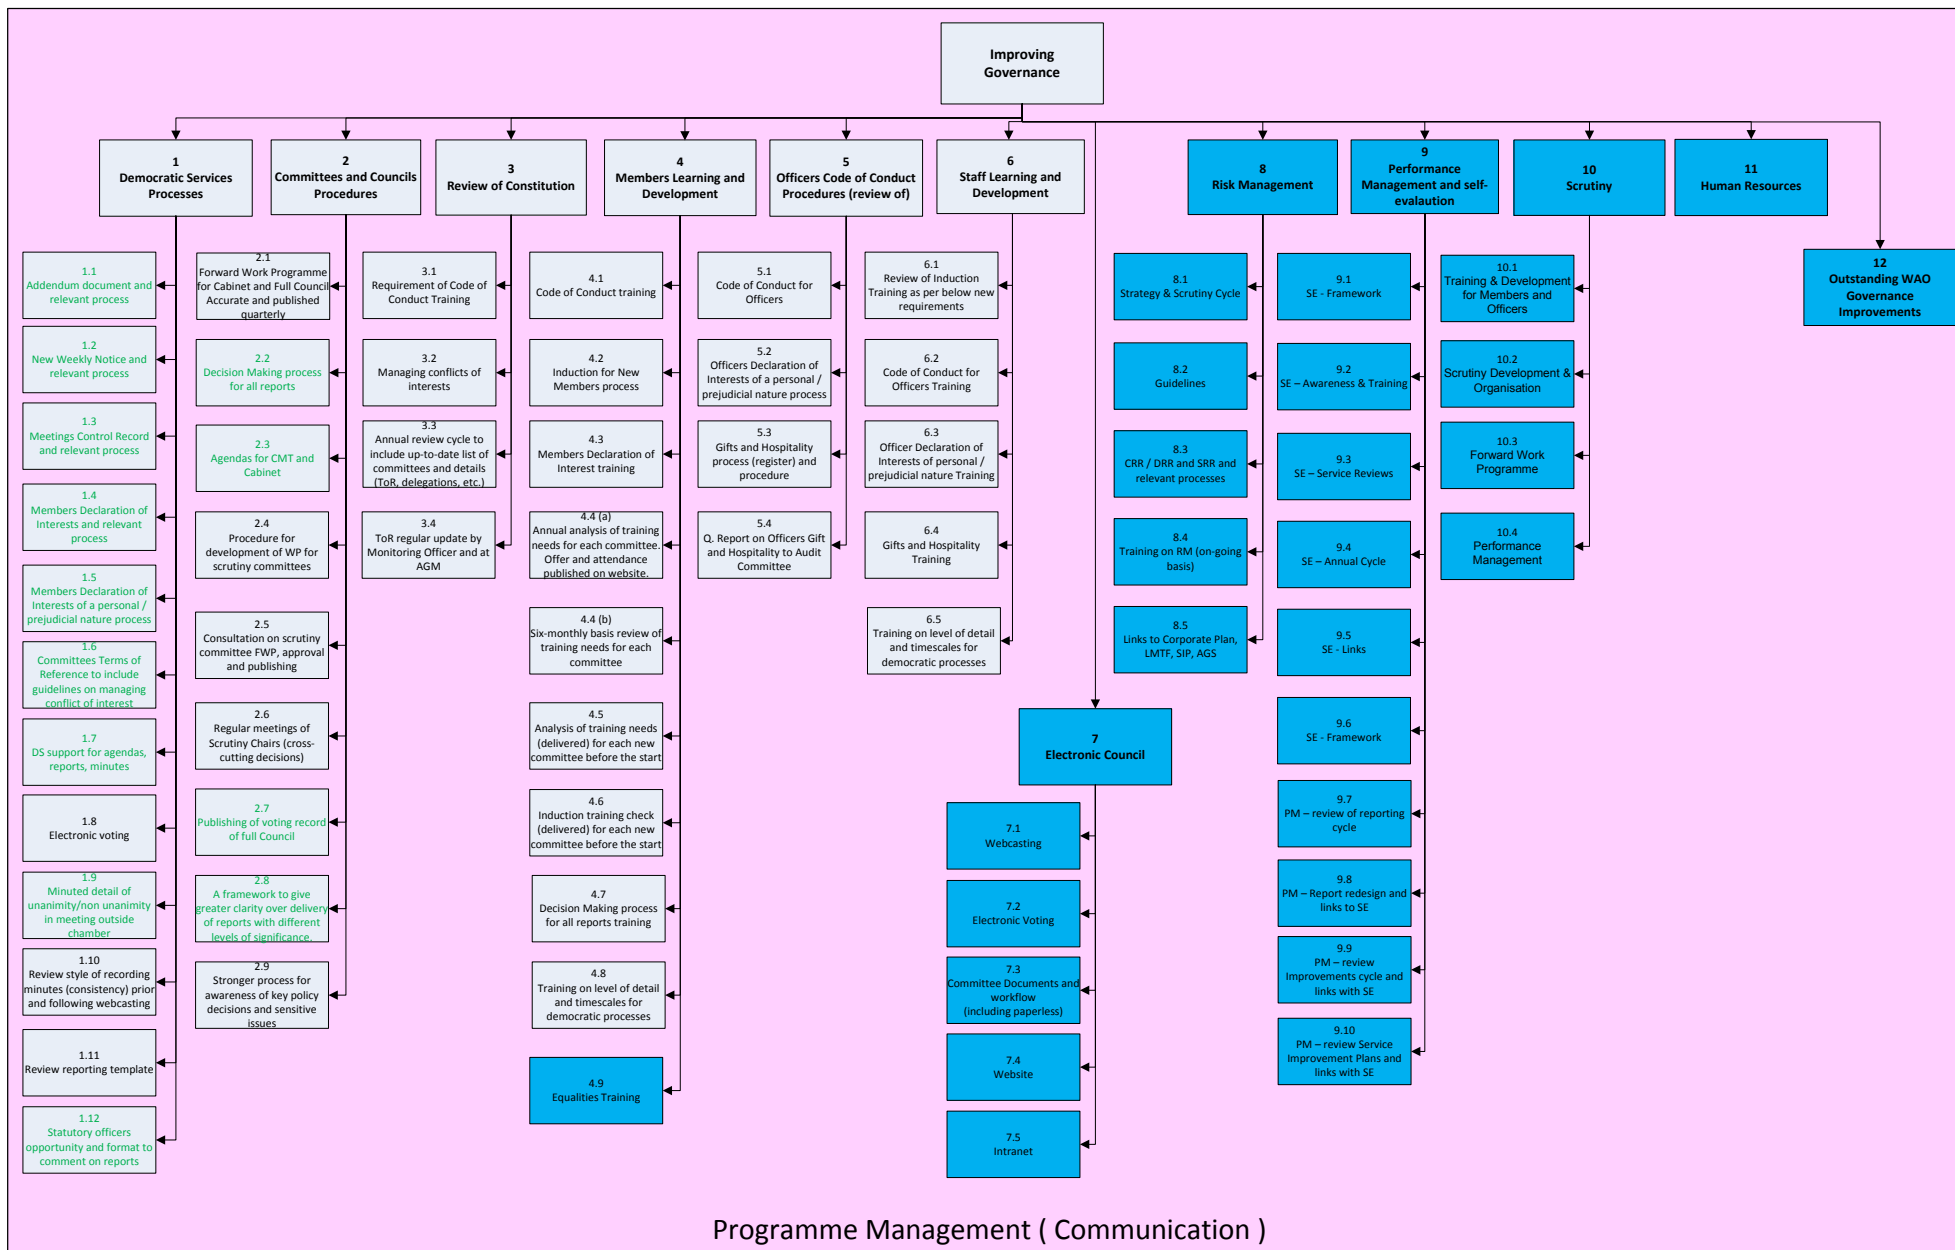 Improving
Governance
1
Democratic Services
Processes
2
Committees and Councils
Procedures
3
Review of Constitution
4
Members Learning and
Development
5
Officers Code of Conduct
Procedures (review of)
6
Staff Learning and
Development
8
Risk Management
9
Performance
Management and self-
evalaution
10
Scrutiny
11
Human Resources
12
Outstanding WAO
Governance
Improvements
1.1
Addendum document and
relevant process
1.2
New Weekly Notice and
relevant process
1.3
Meetings Control Record
and relevant process
1.4
Members Declaration of
Interests and relevant
process
1.5
Members Declaration of
Interests of a personal /
prejudicial nature process
1.6
Committees Terms of
Reference to include
guidelines on managing
conflict of interest
1.7
DS support for agendas,
reports, minutes
1.8
Electronic voting
1.9
Minuted detail of
unanimity/non unanimity
in meeting outside
chamber
1.10
Review style of recording
minutes (consistency) prior
and following webcasting
1.11
Review reporting template
1.12
Statutory officers
opportunity and format to
comment on reports
2.1
Forward Work Programme
for Cabinet and Full Council
Accurate and published
quarterly
2.2
Decision Making process
for all reports
2.3
Agendas for CMT and
Cabinet
2.4
Procedure for
development of WP for
scrutiny committees
2.5
Consultation on scrutiny
committee FWP, approval
and publishing
2.6
Regular meetings of
Scrutiny Chairs (cross-
cutting decisions)
2.7
Publishing of voting record
of full Council
2.8
A framework to give
greater clarity over delivery
of reports with different
levels of significance.
2.9
Stronger process for
awareness of key policy
decisions and sensitive
issues
3.1
Requirement of Code of
Conduct Training
3.2
Managing conflicts of
interests
3.3
Annual review cycle to
include up-to-date list of
committees and details
(ToR, delegations, etc.)
3.4
ToR regular update by
Monitoring Officer and at
AGM
4.1
Code of Conduct training
4.2
Induction for New
Members process
4.3
Members Declaration of
Interest training
4.4 (a)
Annual analysis of training
needs for each committee.
Offer and attendance
published on website.
4.4 (b)
Six-monthly basis review of
training needs for each
committee
4.5
Analysis of training needs
(delivered) for each new
committee before the start
4.6
Induction training check
(delivered) for each new
committee before the start
4.7
Decision Making process
for all reports training
4.8
Training on level of detail
and timescales for
democratic processes
4.9
Equalities Training
5.1
Code of Conduct for
Officers
5.2
Officers Declaration of
Interests of a personal /
prejudicial nature process
5.3
Gifts and Hospitality
process (register) and
procedure
5.4
Q. Report on Officers Gift
and Hospitality to Audit
Committee
6.1
Review of Induction
Training as per below new
requirements
6.2
Code of Conduct for
Officers Training
6.3
Officer Declaration of
Interests of personal /
prejudicial nature Training
6.4
Gifts and Hospitality
Training
6.5
Training on level of detail
and timescales for
democratic processes
7
Electronic Council
7.1
Webcasting
7.2
Electronic Voting
7.3
Committee Documents and
workflow
(including paperless)
7.4
Website
7.5
Intranet
8.1
Strategy & Scrutiny Cycle
8.2
Guidelines
8.3
CRR / DRR and SRR and
relevant processes
8.4
Training on RM (on-going
basis)
8.5
Links to Corporate Plan,
LMTF, SIP, AGS
9.1
SE - Framework
9.2
SE – Awareness & Training
9.3
SE – Service Reviews
9.4
SE – Annual Cycle
9.5
SE - Links
9.6
SE - Framework
9.7
PM – review of reporting
cycle
9.8
PM – Report redesign and
links to SE
9.9
PM – review
Improvements cycle and
links with SE
9.10
PM – review Service
Improvement Plans and
links with SE
10.1
Training & Development
for Members and
Officers
10.2
Scrutiny Development &
Organisation
10.3
Forward Work
Programme
10.4
Performance
Management
Programme Management ( Communication )